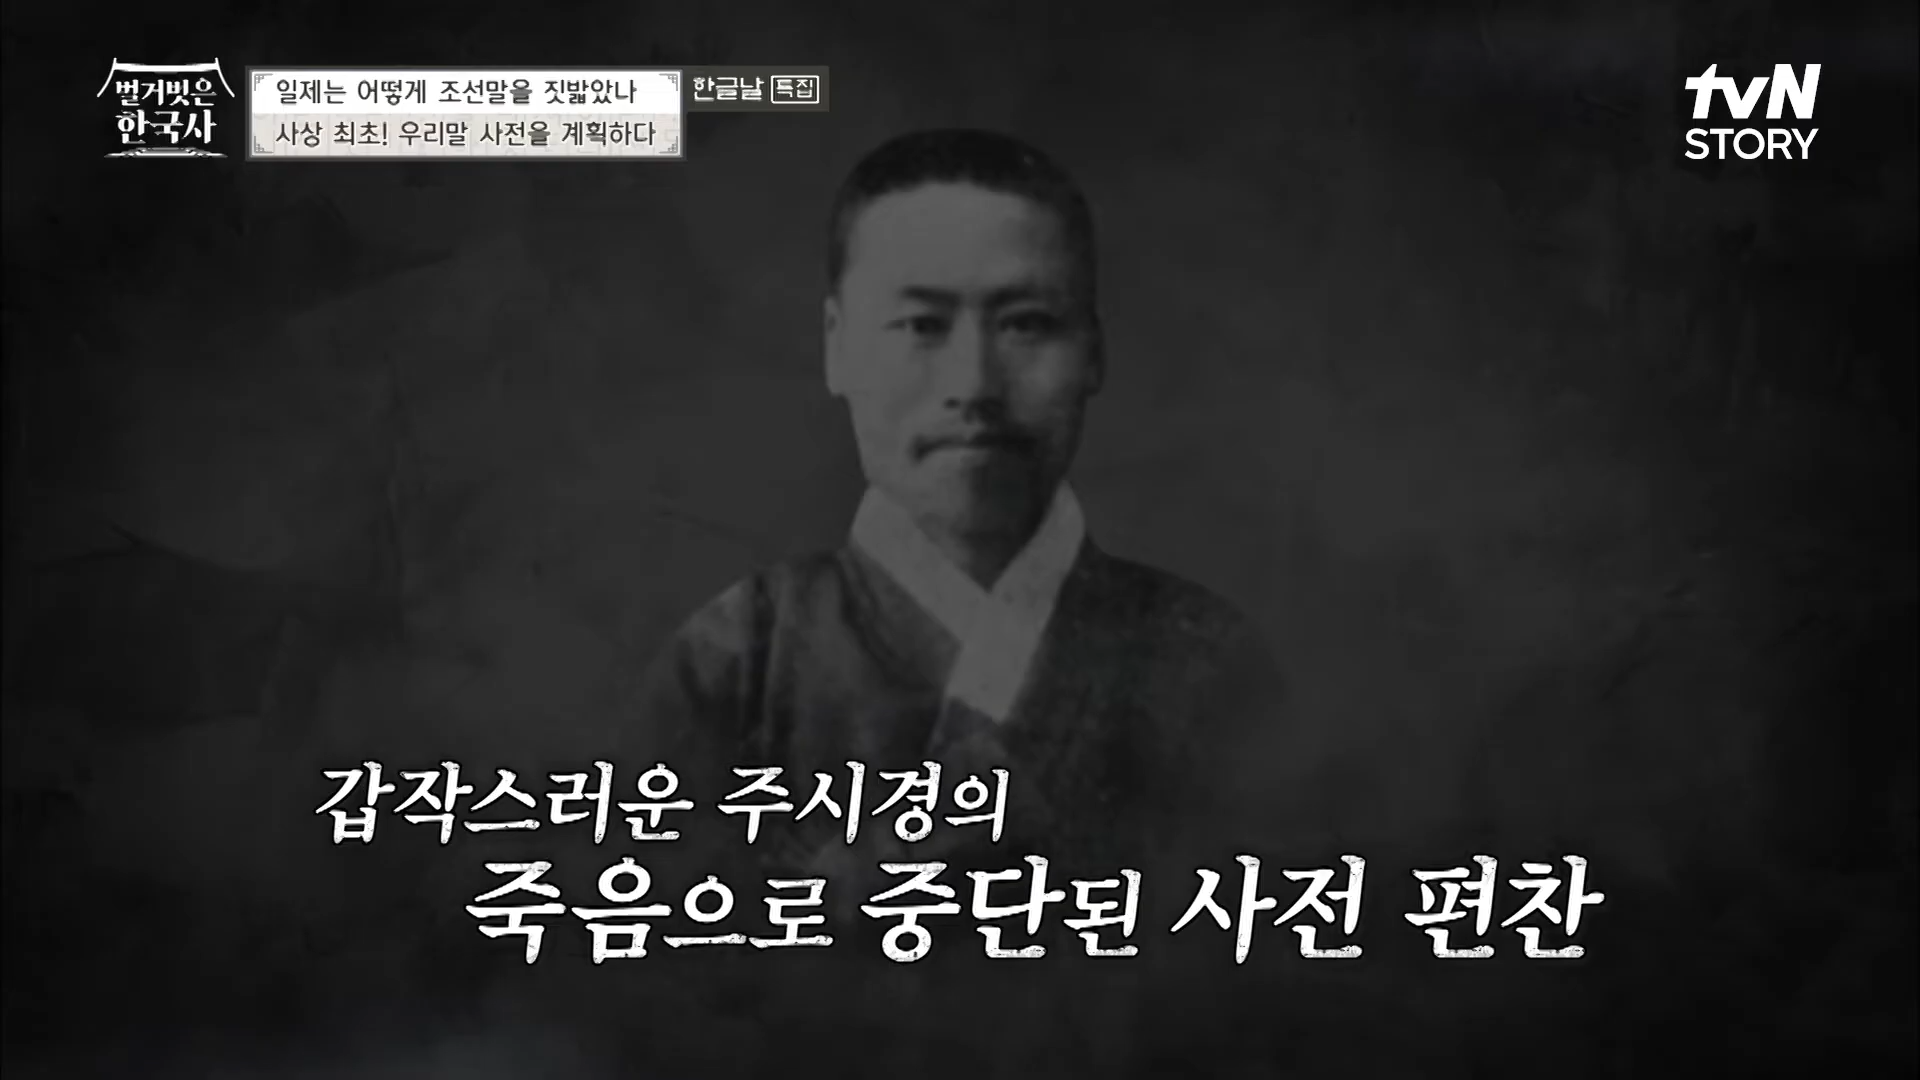 벌거벗은
한국사
일제는 어떻게 조선말을 짓밟았나
사상 최초! 우리말 사전을 계획하다
한글날 특집
tvN
STORY
갑작스러운 주시경의
죽음으로 중단된 사전 편찬